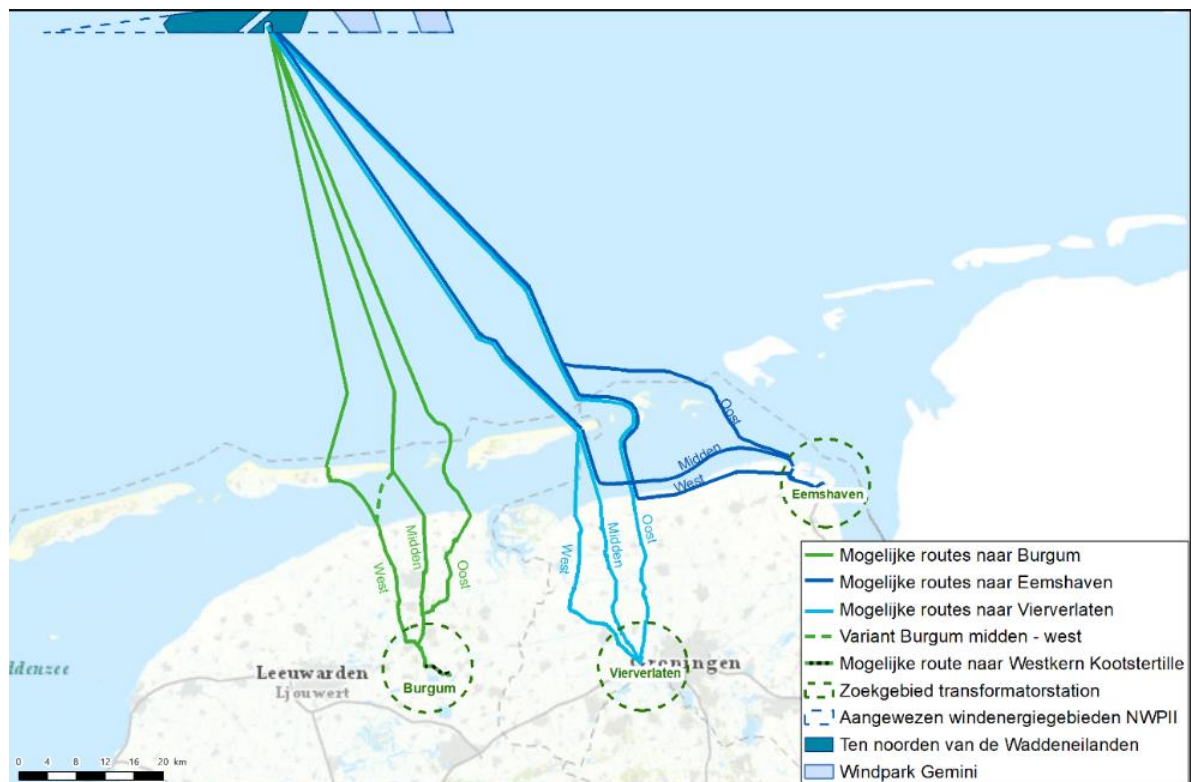 Oost
Midden
West
Eemshaven
West
Midden
Oost
West
Midden
Oost
Leeuwarden
Ljouwert
Burgum
Groningen
Vierverlaten
ddenzee
0 4 8 12 16 20 km
Mogelijke routes naar Burgum
Mogelijke routes naar Eemshaven
Mogelijke routes naar Vierverlaten
Variant Burgum midden - west
Mogelijke route naar Westkern Kootstertille
Zoekgebied transformatorstation
Aangewezen windenergiegebieden NWPII
Ten noorden van de Waddeneilanden
Windpark Gemini